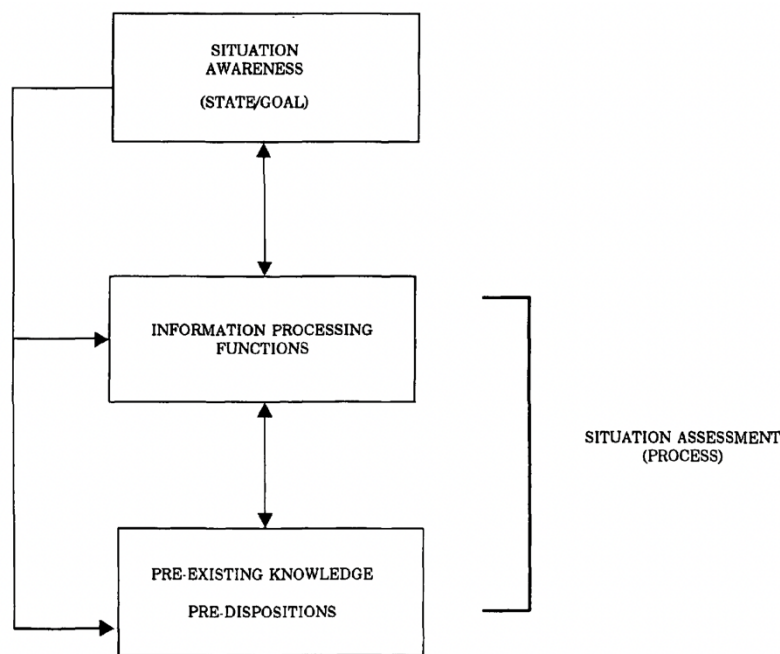 SITUATION
AWARENESS
(STATE/GOAL)
INFORMATION PROCESSING
FUNCTIONS
SITUATION ASSESSMENT
(PROCESS)
PRE-EXISTING KNOWLEDGE
PRE-DISPOSITIONS